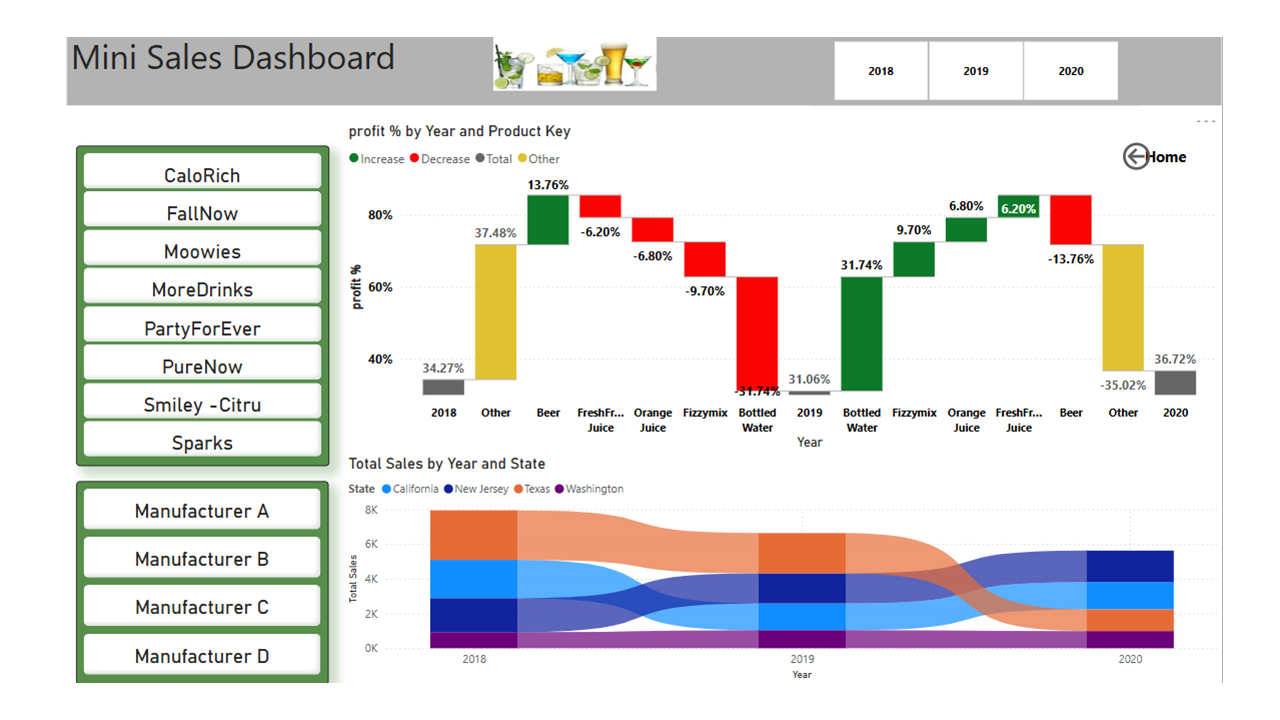 Mini Sales Dashboard
2018 2019 2020
CaloRich
FallNow
Moowies
MoreDrinks
PartyForEver
PureNow
Smiley -Citru
Sparks
Manufacturer A
Manufacturer B
Manufacturer C
Manufacturer D
profit % by Year and Product Key
Increase Decrease Total Other
Home
profit %
80%
60%
40%
34.27%
37.48%
13.76%
-6.20%
-6.80%
-9.70%
-31.74%
31.06%
31.74%
9.70%
6.80%
6.20%
-13.76%
-35.02%
36.72%
2018 Other Beer FreshFr... Orange Fizzymix Bottled 2019 Bottled Fizzymix Orange FreshFr... Beer Other 2020
Juice Juice Water Water Juice Juice
Year
Total Sales by Year and State
State California New Jersey Texas Washington
Total Sales
8K
6K
4K
2K
0K
2018 2019 2020
Year